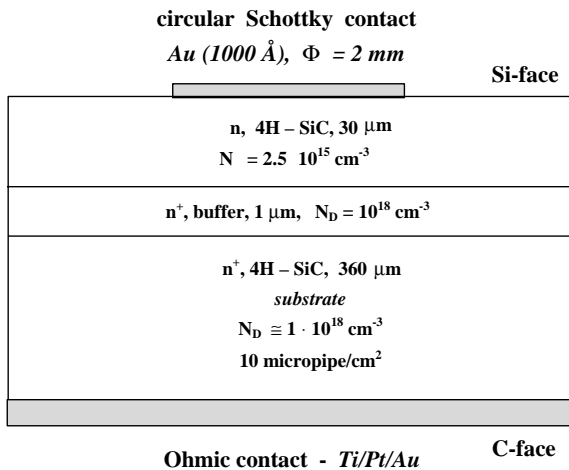 circular Schottky contact
Au (1000 Å), Φ = 2 mm
Si-face
n, 4H – SiC, 30 μm
N = 2.5 10¹⁵ cm⁻³
n⁺, buffer, 1 μm, N_D = 10¹⁸ cm⁻³
n⁺, 4H – SiC, 360 μm
substrate
N_D ≅ 1 · 10¹⁸ cm⁻³
10 micropipe/cm²
C-face
Ohmic contact - Ti/Pt/Au